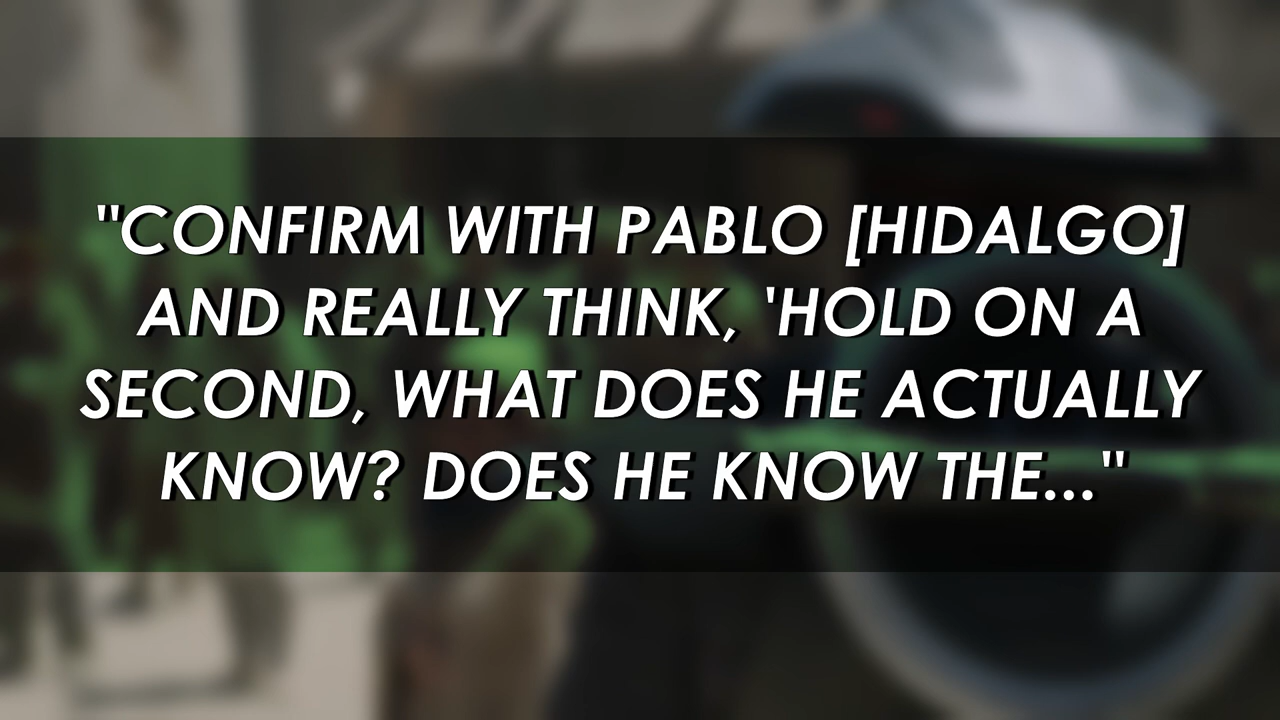 "CONFIRM WITH PABLO [HIDALGO]
AND REALLY THINK, 'HOLD ON A
SECOND, WHAT DOES HE ACTUALLY
KNOW? DOES HE KNOW THE..."